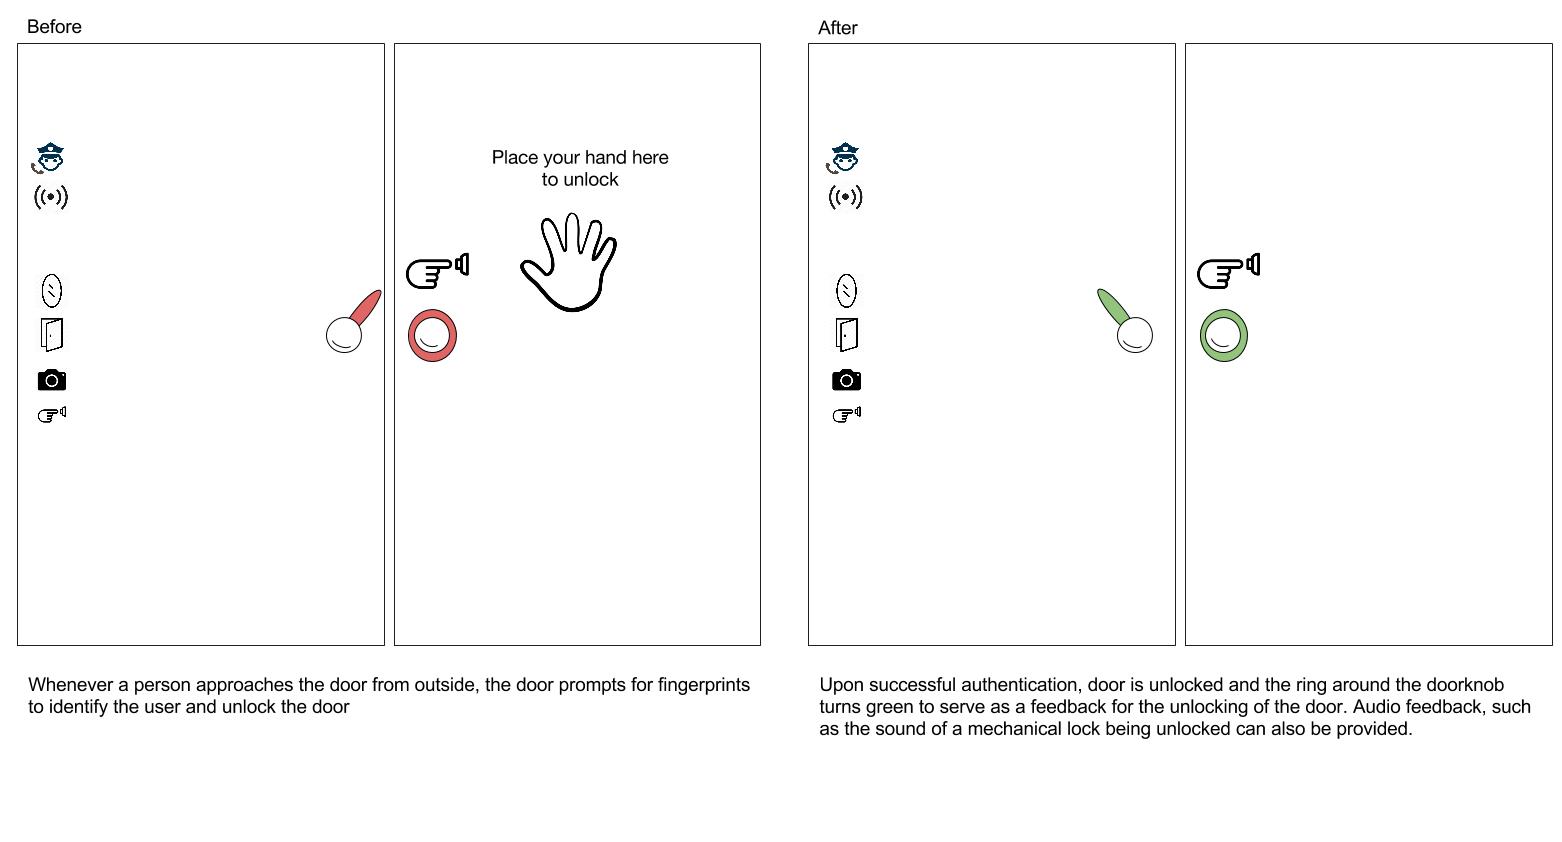 Before
After
Place your hand here
to unlock
Whenever a person approaches the door from outside, the door prompts for fingerprints
to identify the user and unlock the door
Upon successful authentication, door is unlocked and the ring around the doorknob
turns green to serve as a feedback for the unlocking of the door. Audio feedback, such
as the sound of a mechanical lock being unlocked can also be provided.